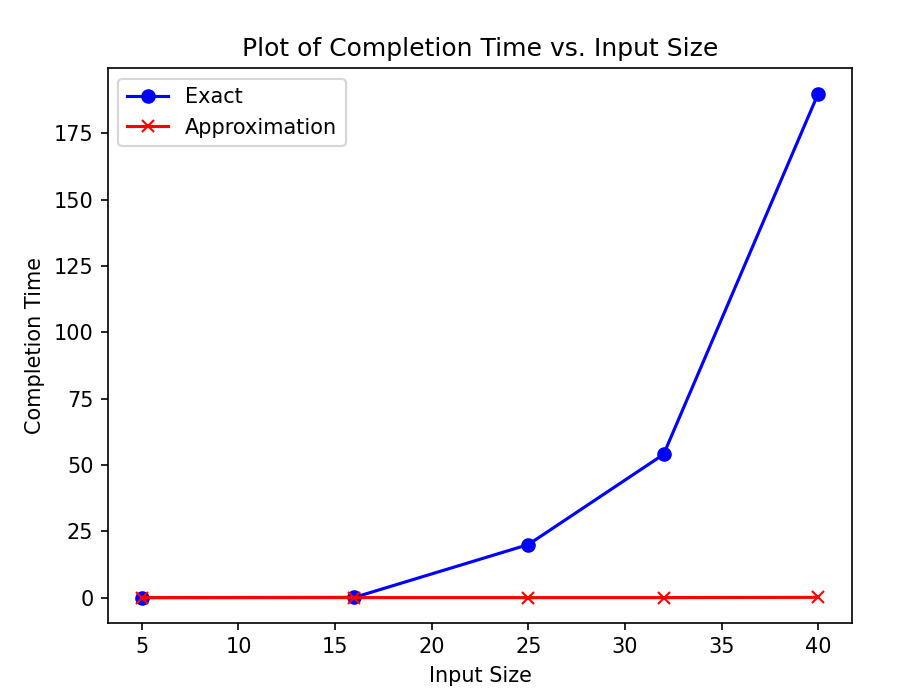 Plot of Completion Time vs. Input Size
Exact
Approximation
175
150
125
100
75
50
25
0
Completion Time
5 10 15 20 25 30 35 40
Input Size